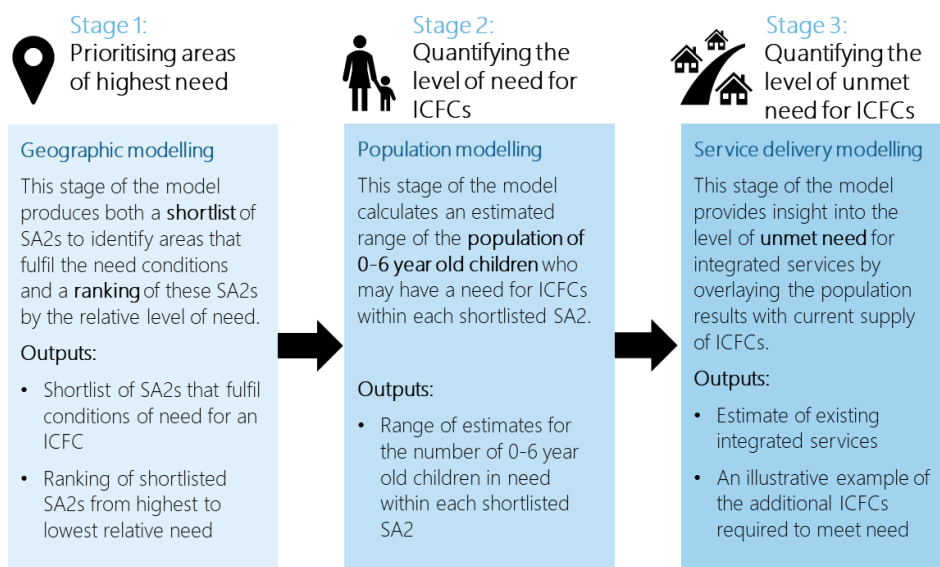 Stage 1:
Prioritising areas
of highest need
Geographic modelling
This stage of the model
produces both a shortlist of
SA2s to identify areas that
fulfil the need conditions
and a ranking of these SA2s
by the relative level of need.
Outputs:
• Shortlist of SA2s that fulfil
conditions of need for an
ICFC
• Ranking of shortlisted
SA2s from highest to
lowest relative need
Stage 2:
Quantifying the
level of need for
ICFCs
Population modelling
This stage of the model
calculates an estimated
range of the population of
0-6 year old children who
may have a need for ICFCs
within each shortlisted SA2.
Outputs:
• Range of estimates for
the number of 0-6 year
old children in need
within each shortlisted
SA2
Stage 3:
Quantifying the
level of unmet
need for ICFCs
Service delivery modelling
This stage of the model
provides insight into the
level of unmet need for
integrated services by
overlaying the population
results with current supply
of ICFCs.
Outputs:
• Estimate of existing
integrated services
• An illustrative example of
the additional ICFCs
required to meet need